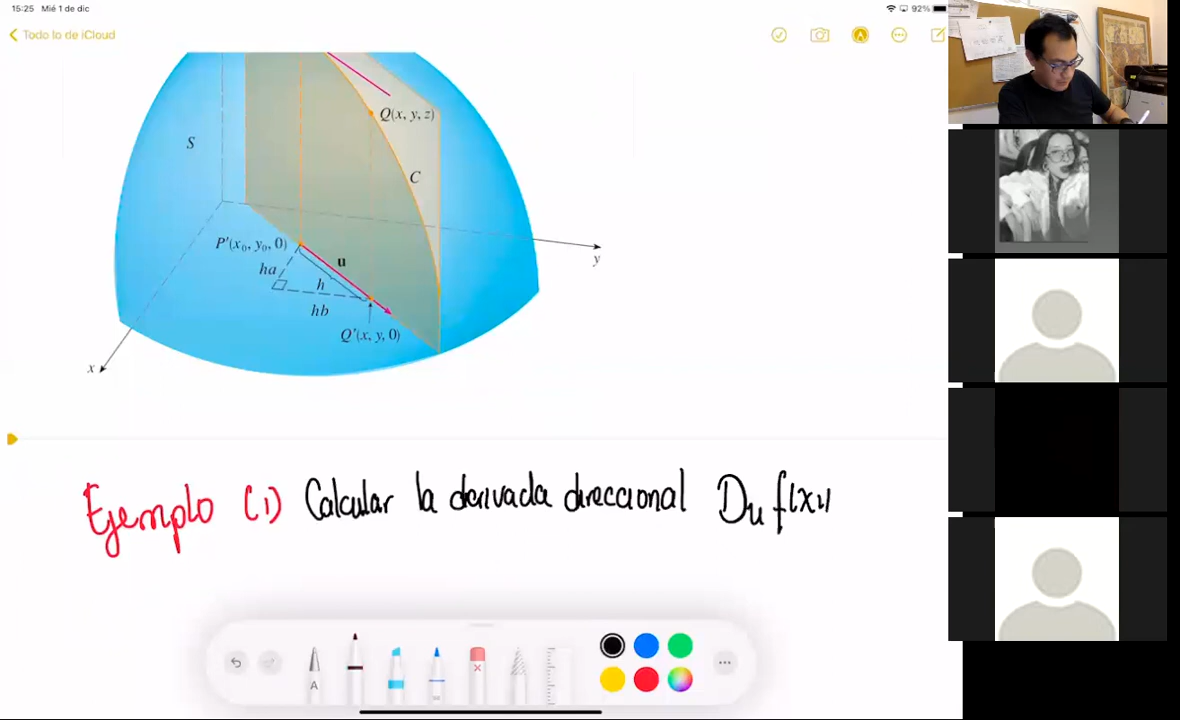 15:25 Mié 1 de dic
92%
Todo lo de iCloud
Q(x, y, z)
S
C
P'(x₀, y₀, 0)
u
y
ha
h
hb
Q'(x, y, 0)
x
Ejemplo (1) Calcular la derivada direccional Du f(x,y
A